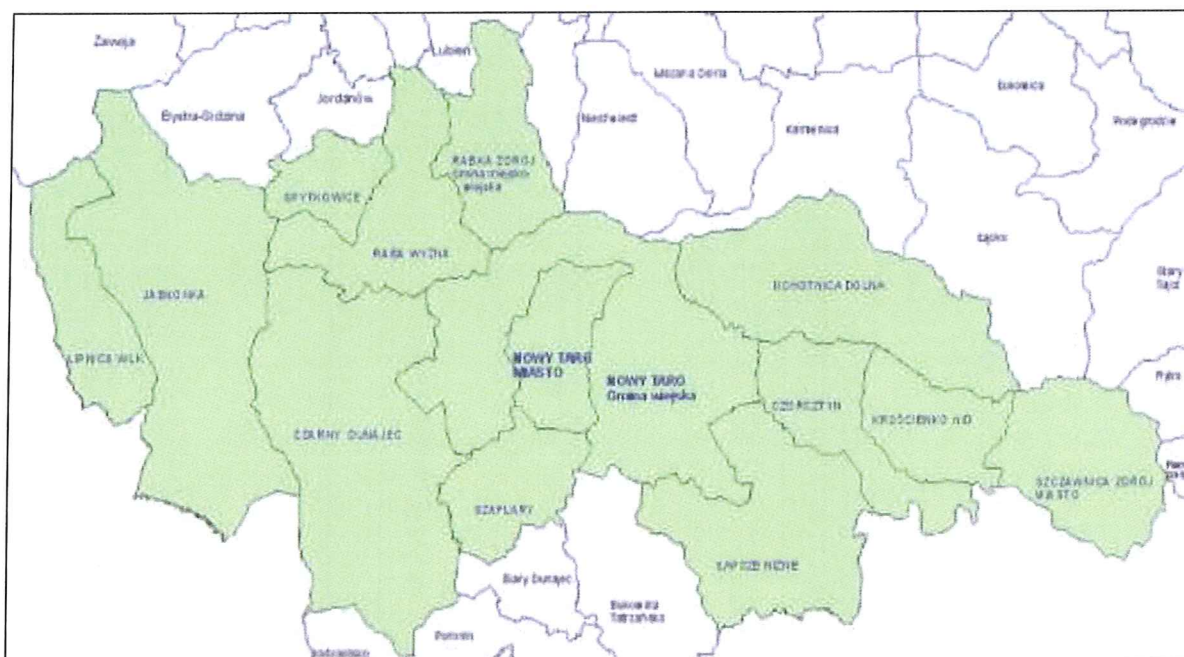 Zawoja
Lubień
Mszana Dolna
Łukowica
Bystra-Sidzina
Jordanów
Niedźwiedź
Kamienica
Podegrodzie
RABKA ZDRÓJ
Gmina miejsko
wiejska
SPYTKOWICE
RABA WYŻNA
Łącko
Stary
Sącz
OCHOTNICA DOLNA
JABŁONKA
LIPNICA WLK.
NOWY TARG
MIASTO
NOWY TARG
Gmina wiejska
CZORSZTYN
KROŚCIENKO n/D
CZARNY DUNAJEC
SZCZAWNICA ZDRÓJ
MIASTO
SZAFLARY
ŁAPSZE NIŻNE
Biały Dunajec
Bukowina
Tatrzańska
Poronin